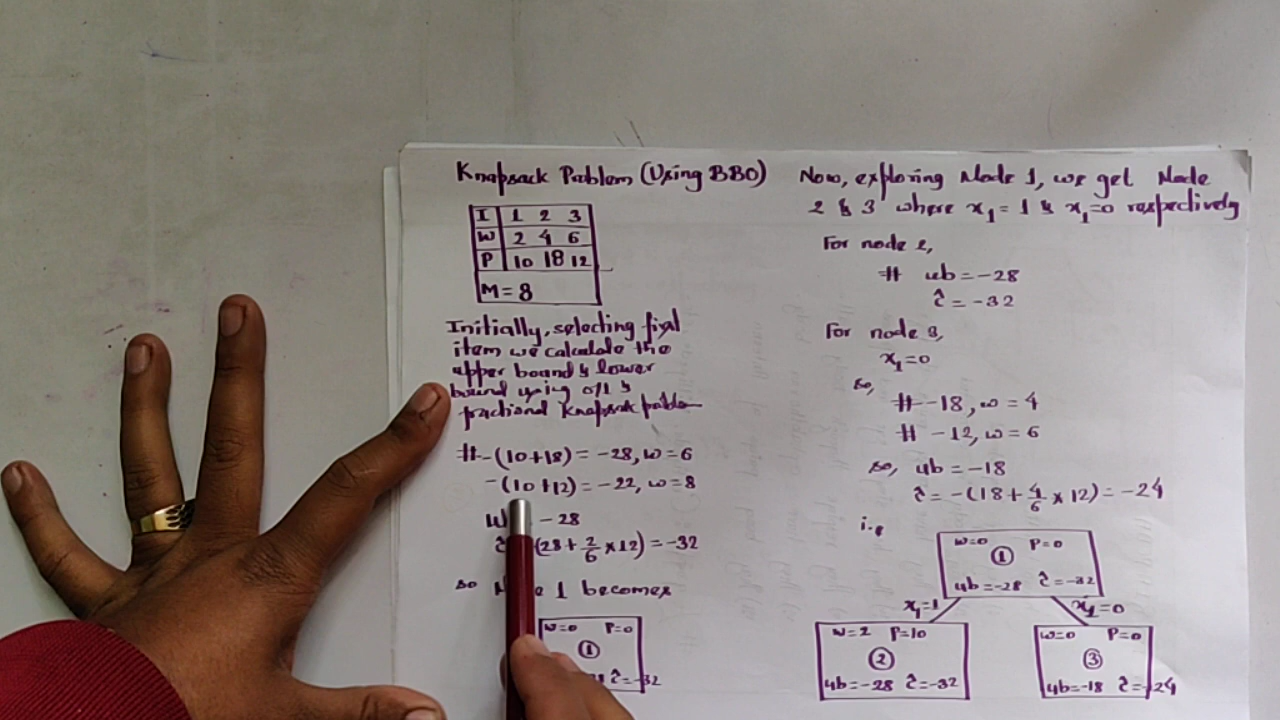 Knapsack Problem (Using BBO)
I 1 2 3
W 2 4 6
P 10 18 12
M = 8
Initially, selecting first
item we calculate the
upper bound & lower
bound using 0/1 &
fractional knapsack problem
# -(10+18) = -28, w=6
-(10+12) = -22, w=8
- 28
(28 + 2/6 × 12) = -32
so 1 becomes
w=0 P=0
①
ĉ=-32
Now, exploring Node 1, we get Node
2 & 3 where x₁=1 & x₁=0 respectively
For node 2,
# ub = -28
ĉ = -32
For node 3,
x₁=0
so,
# -18, w = 4
# -12, w = 6
so, ub = -18
ĉ = -(18 + 4/6 × 12) = -24
i.e
w=0 P=0
①
ub=-28 ĉ=-32
x₁=1 x₁=0
w=2 P=10
②
ub=-28 ĉ=-32
w=0 P=0
③
ub=-18 ĉ=-24